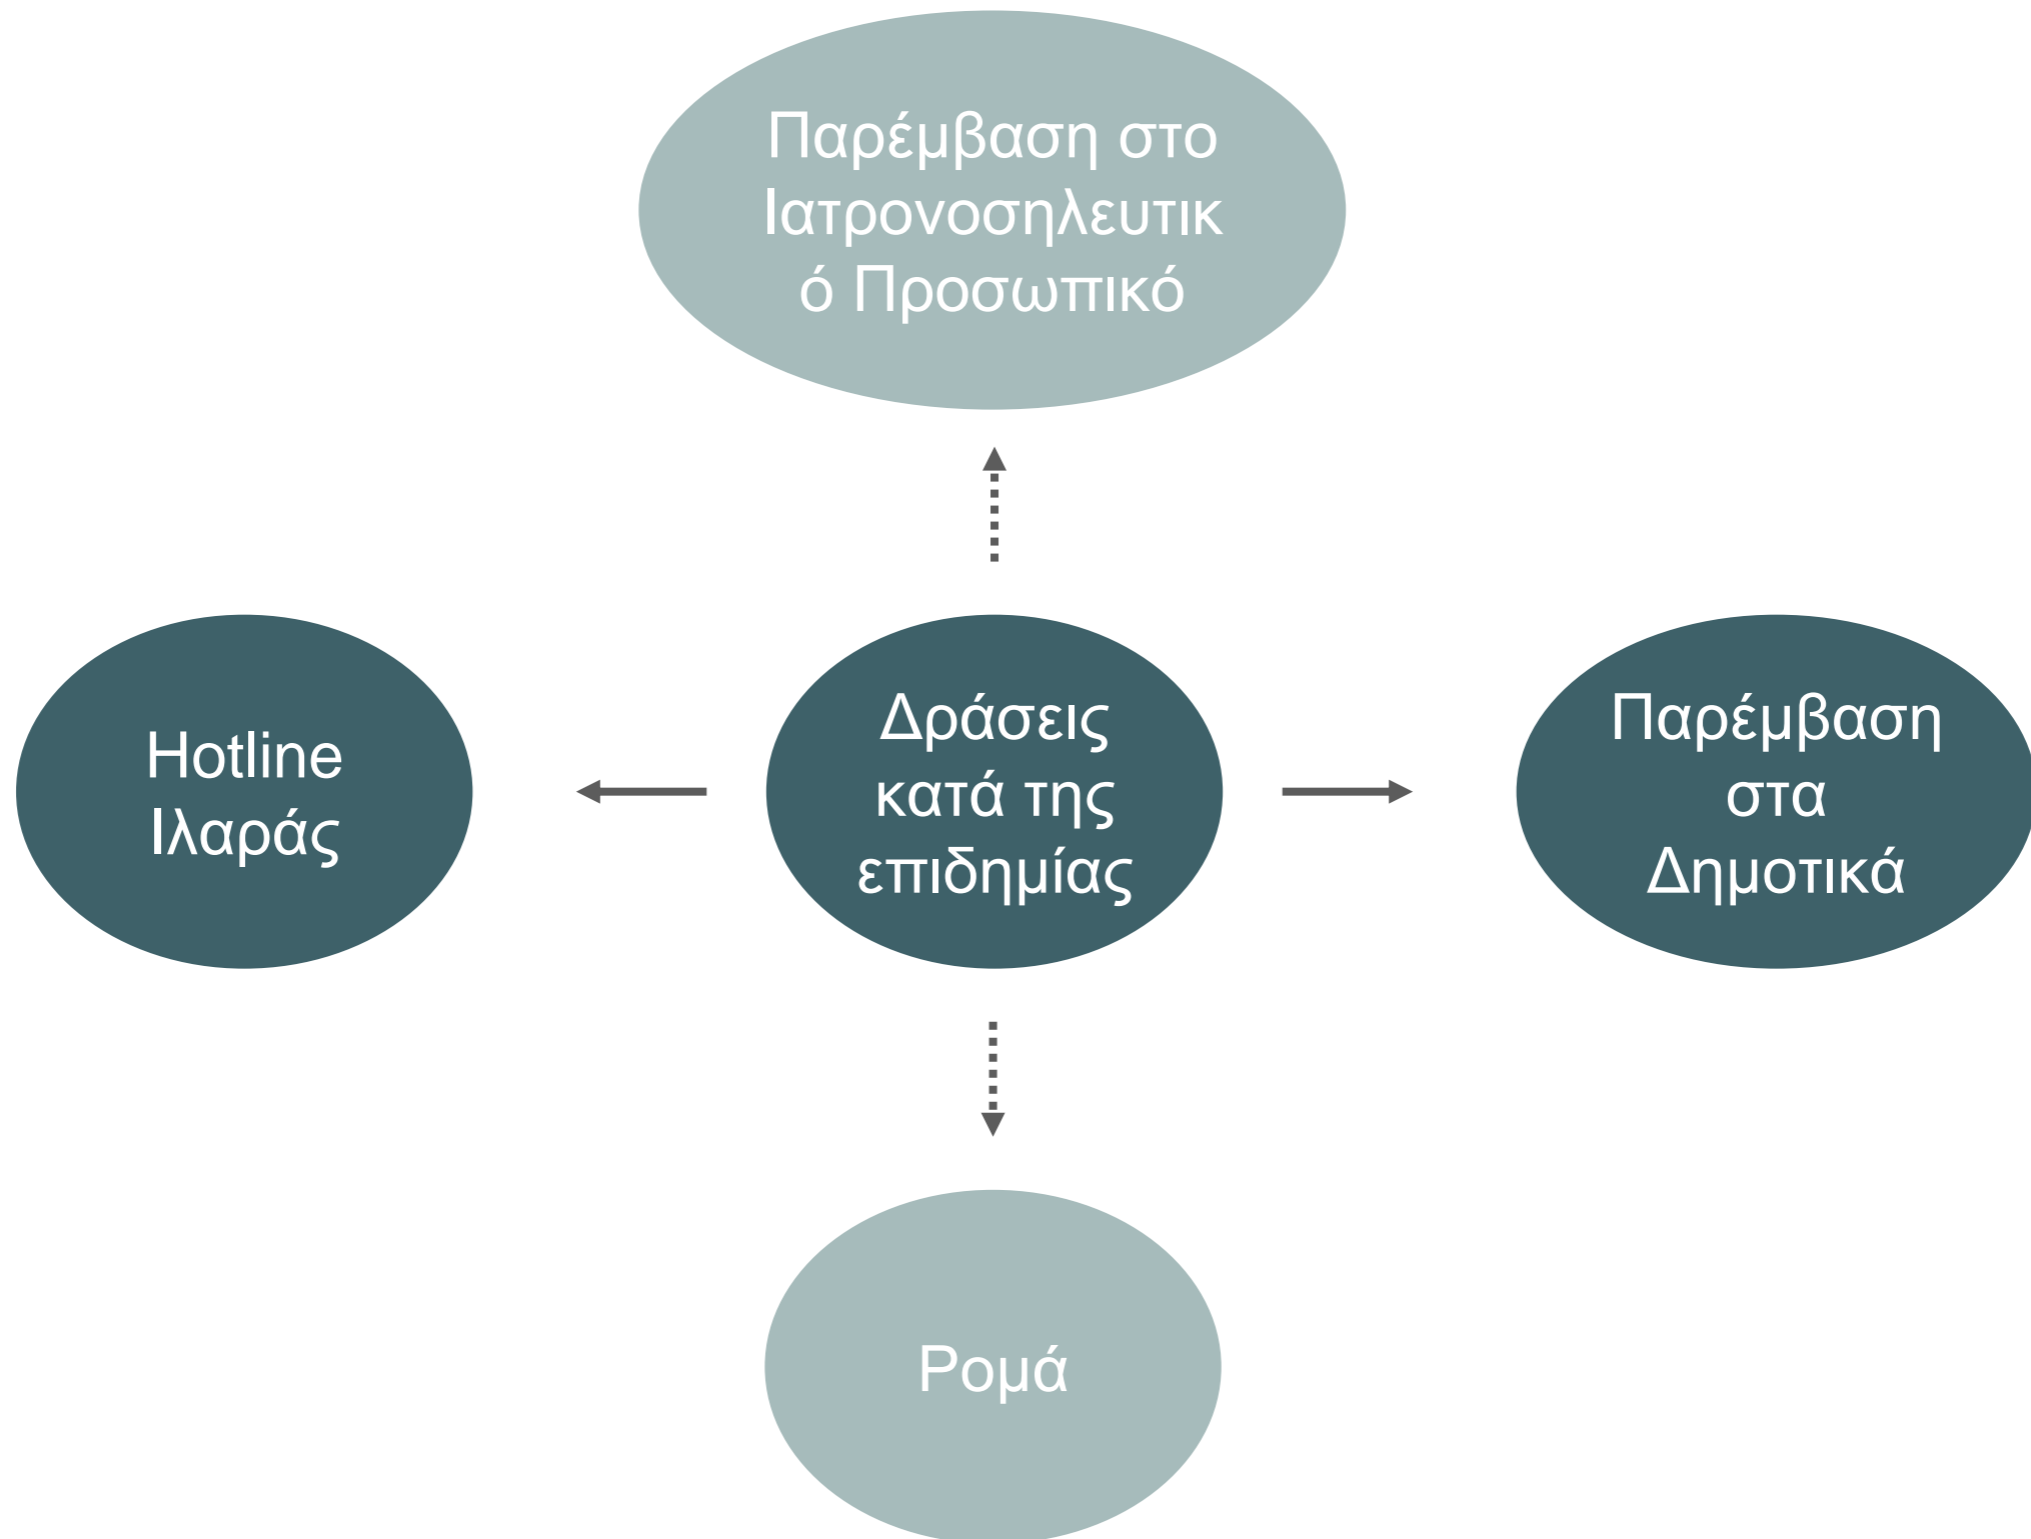 Παρέμβαση στο
Ιατρονοσηλευτικ
ό Προσωπικό
Hotline
Ιλαράς
Δράσεις
κατά της
επιδημίας
Παρέμβαση
στα
Δημοτικά
Ρομά